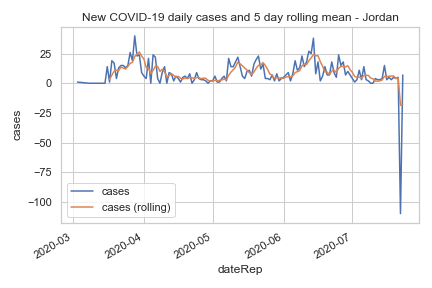 New COVID-19 daily cases and 5 day rolling mean - Jordan
25
0
−25
−50
−75
−100
cases
cases
cases (rolling)
2020-03
2020-04
2020-05
2020-06
2020-07
dateRep